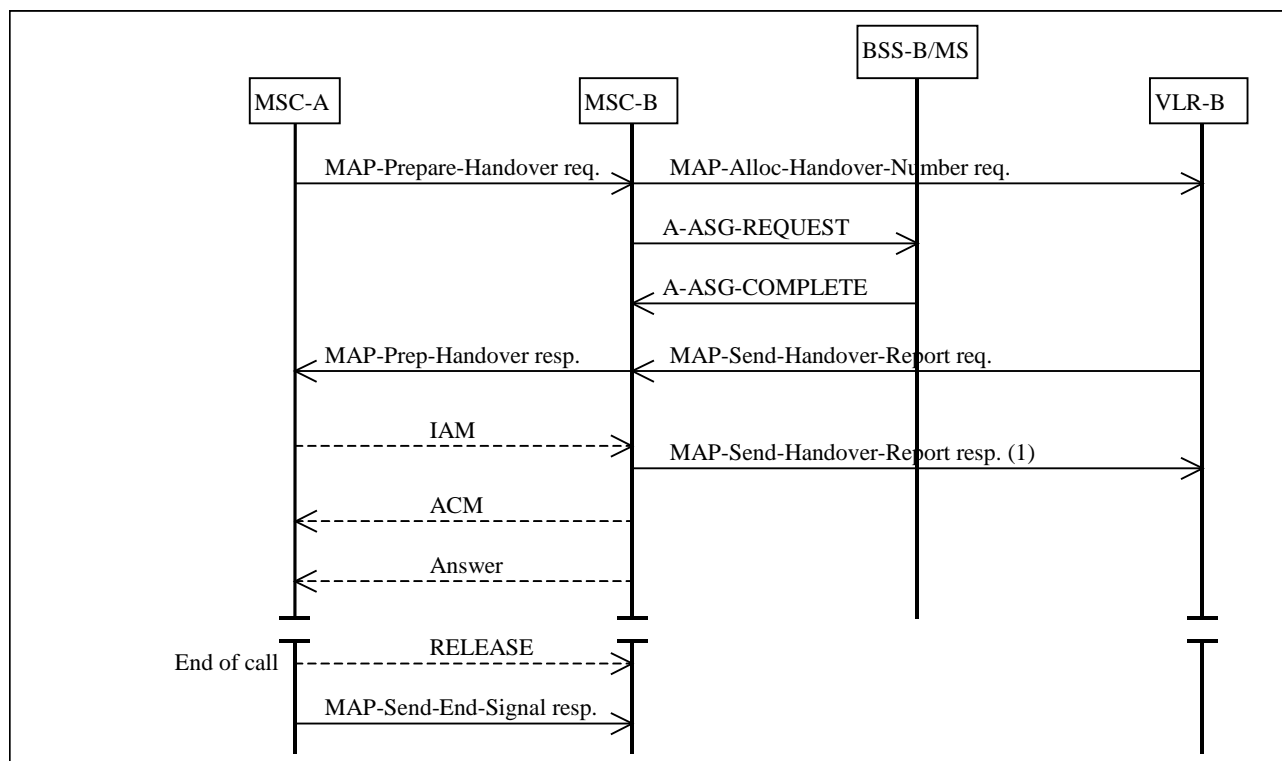 BSS-B/MS
MSC-A
MSC-B
VLR-B
MAP-Prepare-Handover req.
MAP-Alloc-Handover-Number req.
A-ASG-REQUEST
A-ASG-COMPLETE
MAP-Prep-Handover resp.
MAP-Send-Handover-Report req.
IAM
MAP-Send-Handover-Report resp. (1)
ACM
Answer
RELEASE
End of call
MAP-Send-End-Signal resp.